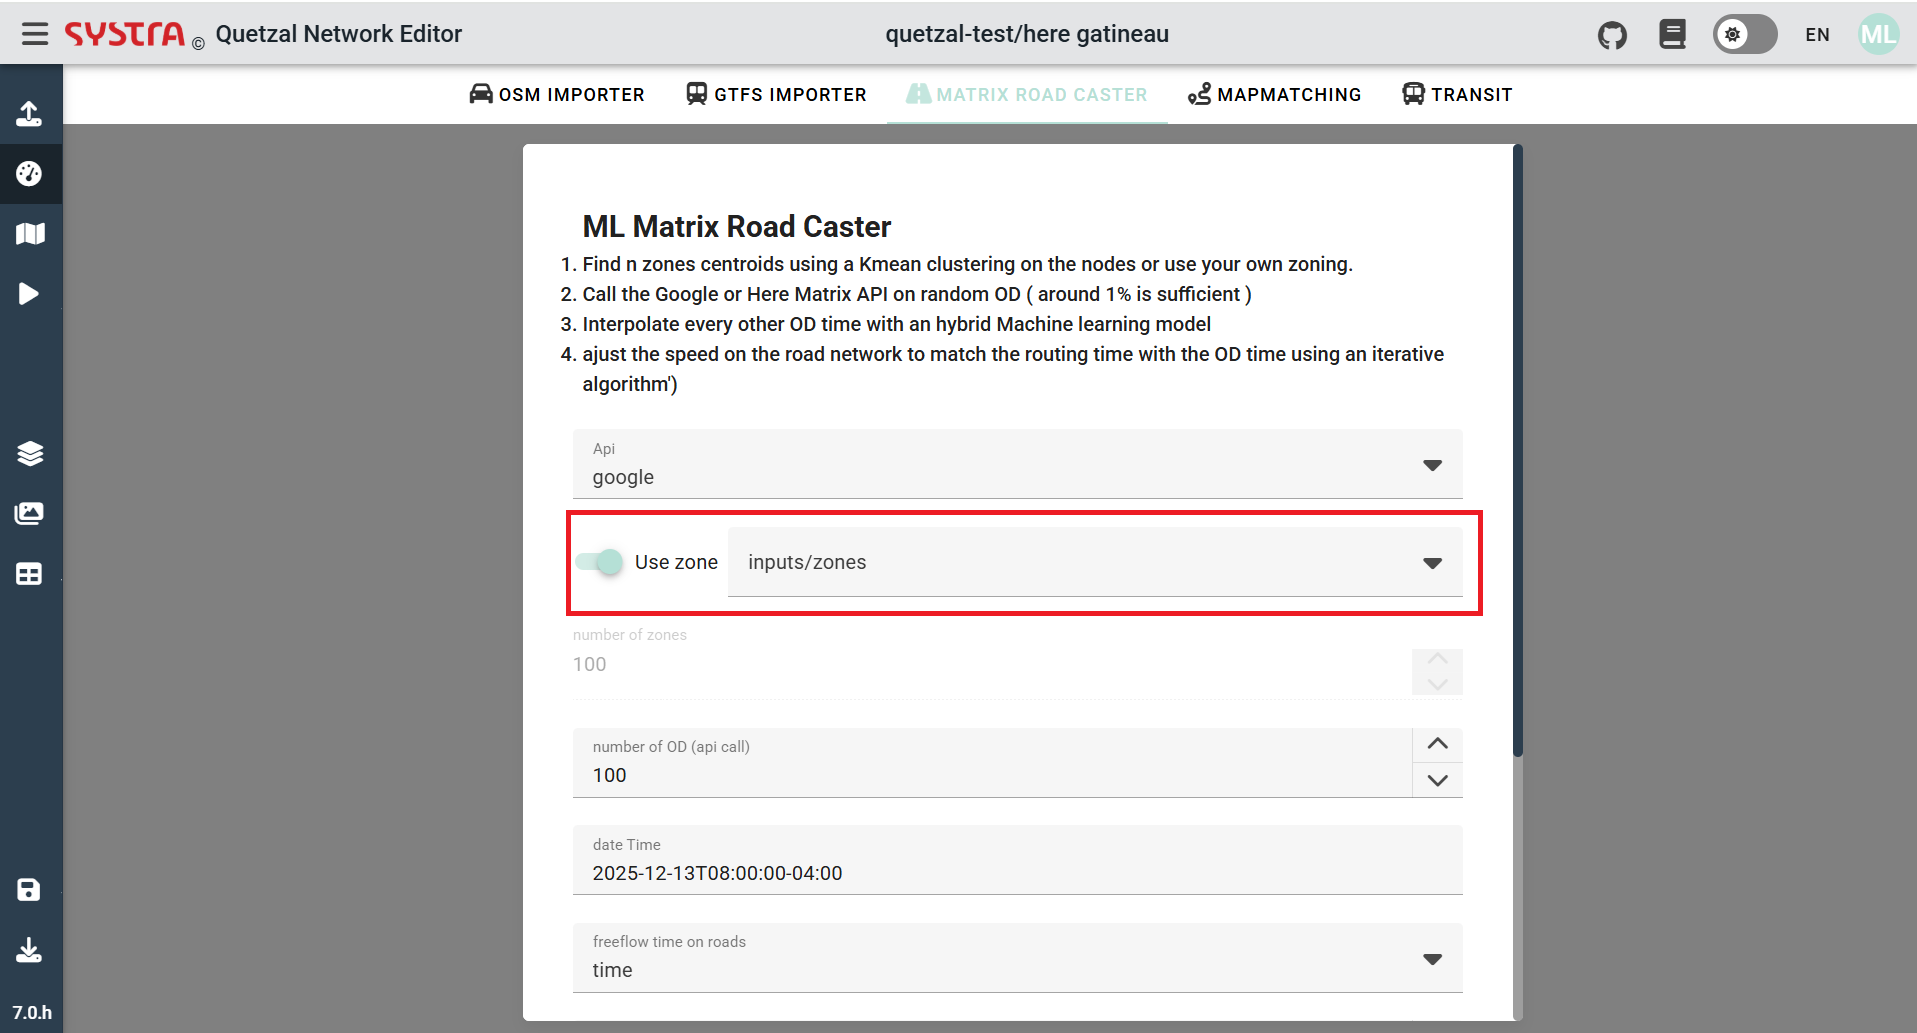 SYSTRA © Quetzal Network Editor
quetzal-test/here gatineau
EN
ML
OSM IMPORTER
GTFS IMPORTER
MATRIX ROAD CASTER
MAPMATCHING
TRANSIT
ML Matrix Road Caster
1. Find n zones centroids using a Kmean clustering on the nodes or use your own zoning.
2. Call the Google or Here Matrix API on random OD ( around 1% is sufficient )
3. Interpolate every other OD time with an hybrid Machine learning model
4. ajust the speed on the road network to match the routing time with the OD time using an iterative
algorithm')
Api
google
Use zone
inputs/zones
number of zones
100
number of OD (api call)
100
date Time
2025-12-13T08:00:00-04:00
freeflow time on roads
time
7.0.h